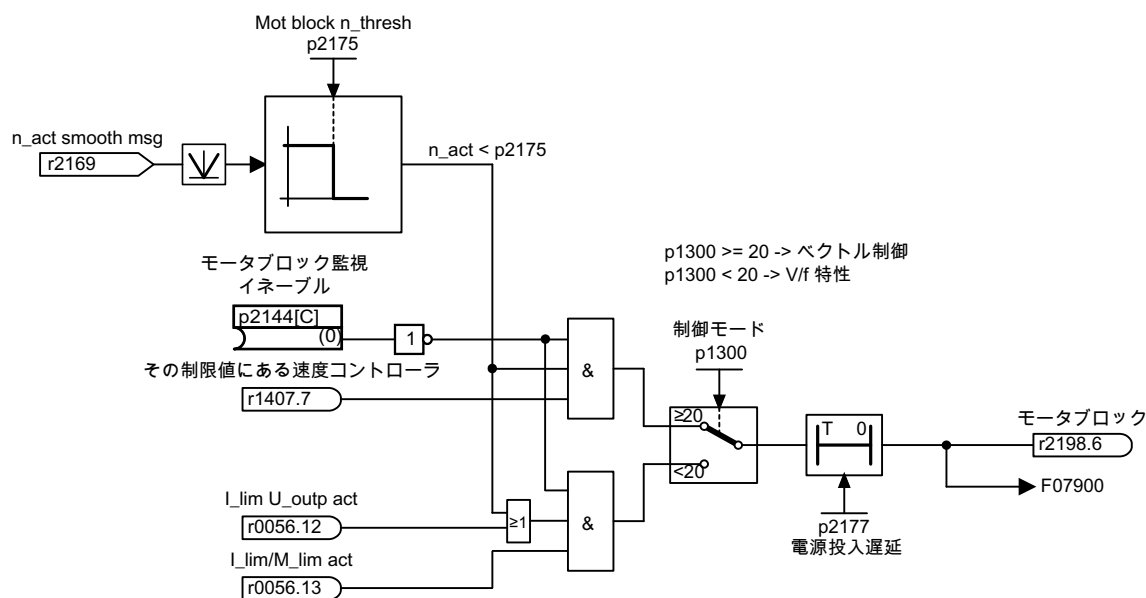 Mot block n_thresh
p2175
n_act smooth msg
r2169
n_act < p2175
モータブロック監視
イネーブル
p2144[C]
(0)
1
その制限値にある速度コントローラ
r1407.7
&
p1300 >= 20 -> ベクトル制御
p1300 < 20 -> V/f 特性
制御モード
p1300
≥20
<20
T 0
p2177
電源投入遅延
モータブロック
r2198.6
F07900
I_lim U_outp act
r0056.12
≥1
&
I_lim/M_lim act
r0056.13